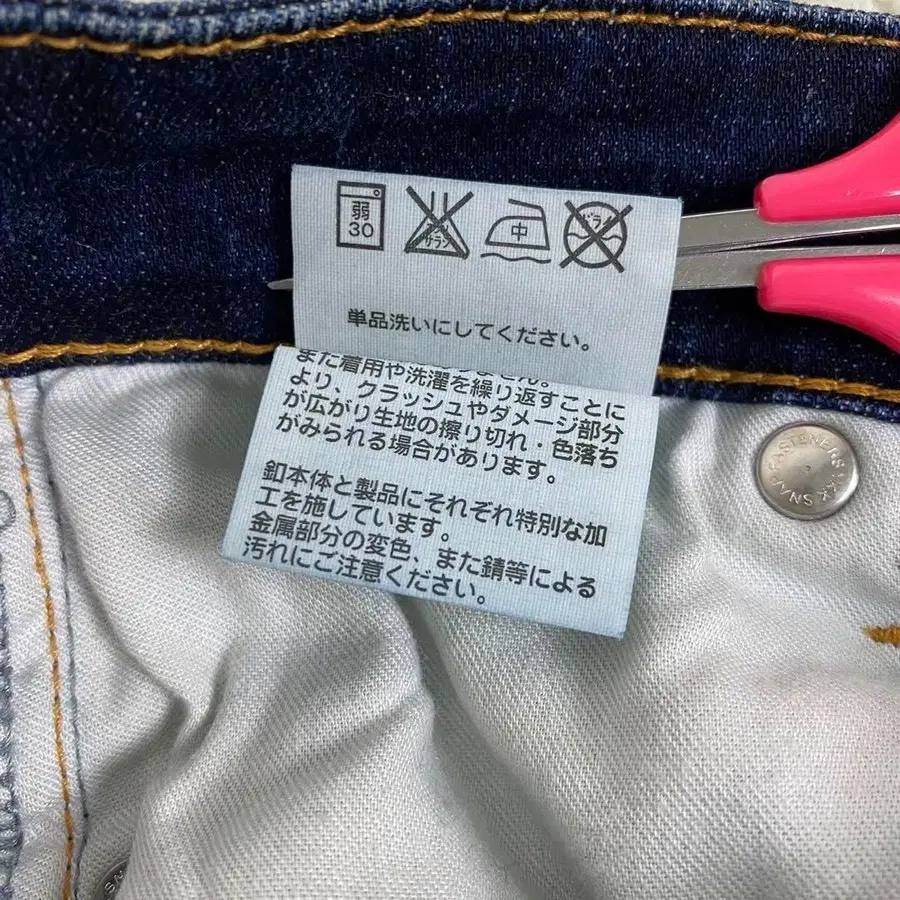 弱
30
サラシ
中
ドライ
単品洗いにしてください。
また着用や洗濯を繰り返すことに
より、クラッシュやダメージ部分
が広がり生地の擦り切れ・色落ち
がみられる場合があります。
釦本体と製品にそれぞれ特別な加
工を施しています。
金属部分の変色、また錆等による
汚れにご注意ください。
FASTENERS
SNAP